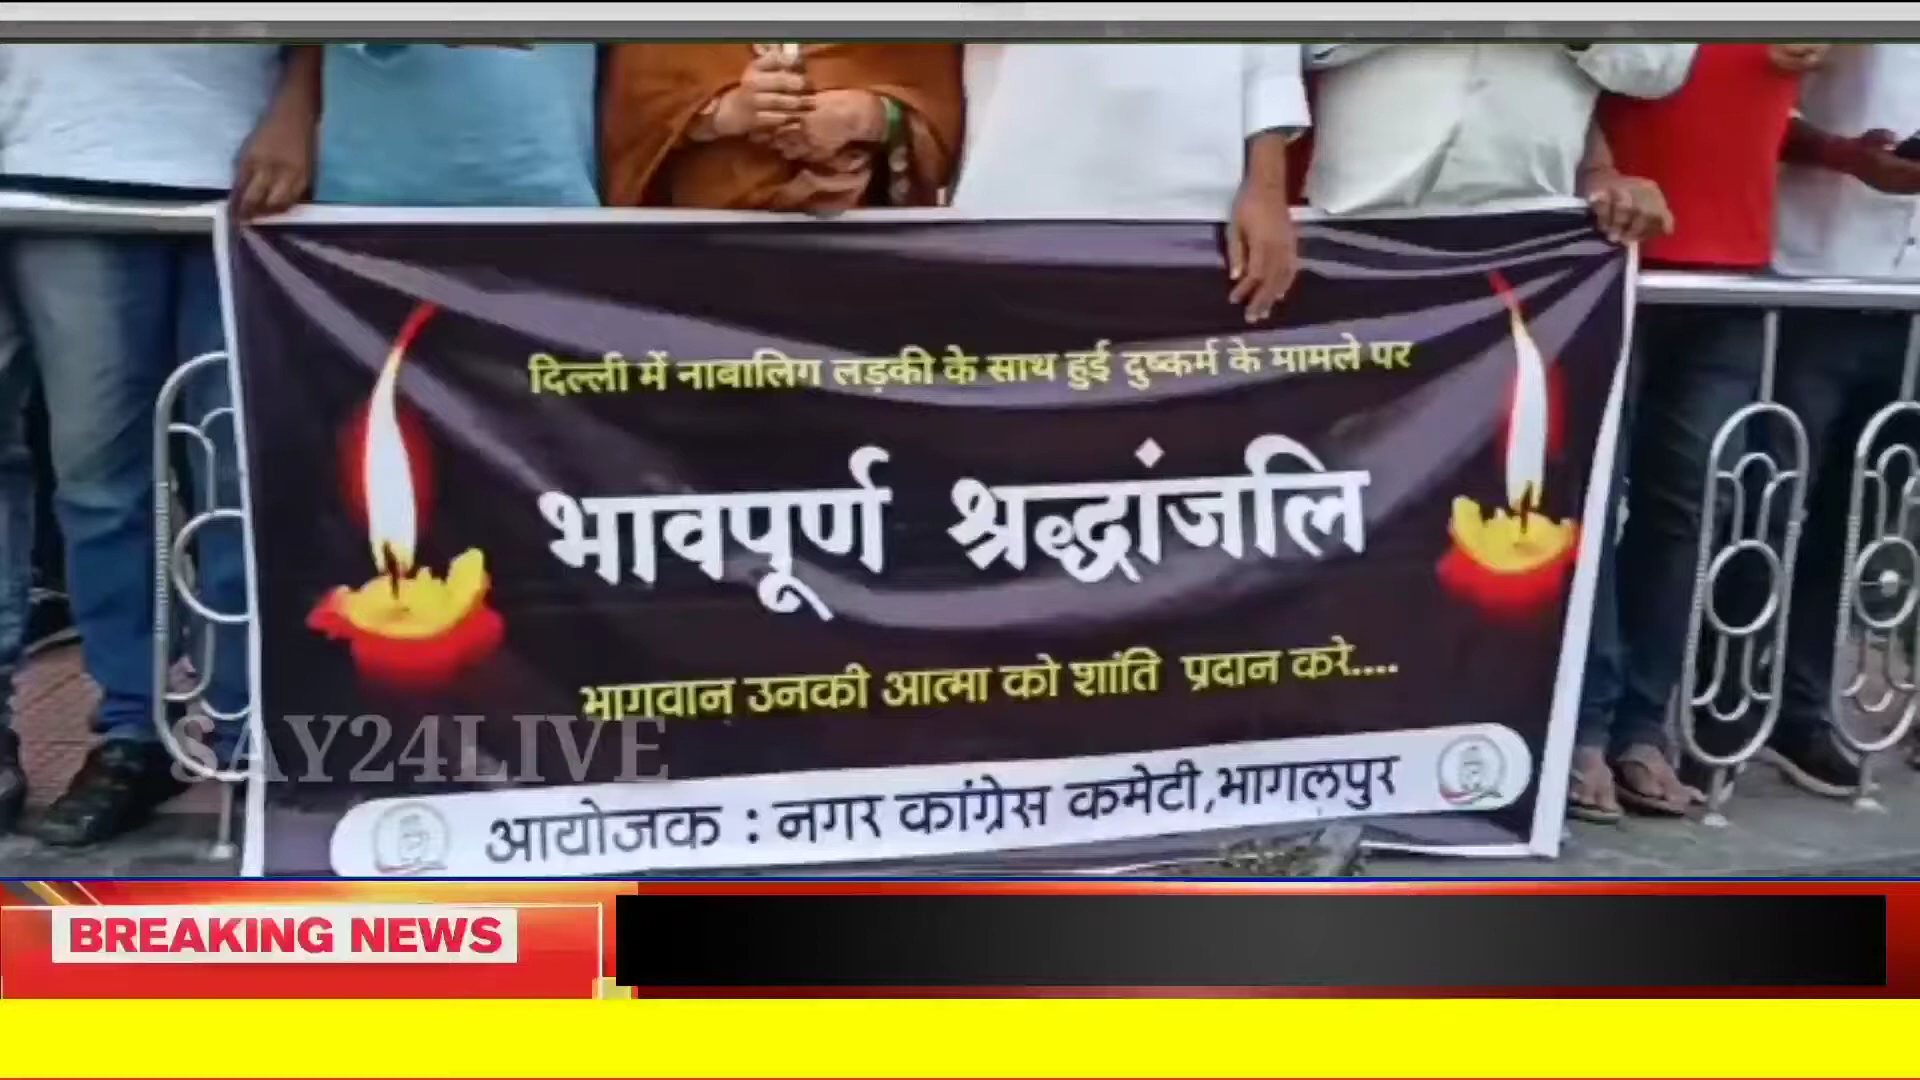 दिल्ली में नाबालिग लड़की के साथ हुई दुष्कर्म के मामले पर
भावपूर्ण श्रद्धांजलि
भागवान उनकी आत्मा को शांति प्रदान करे....
SAY24LIVE
आयोजक : नगर कांग्रेस कमेटी,भागलपुर
BREAKING NEWS